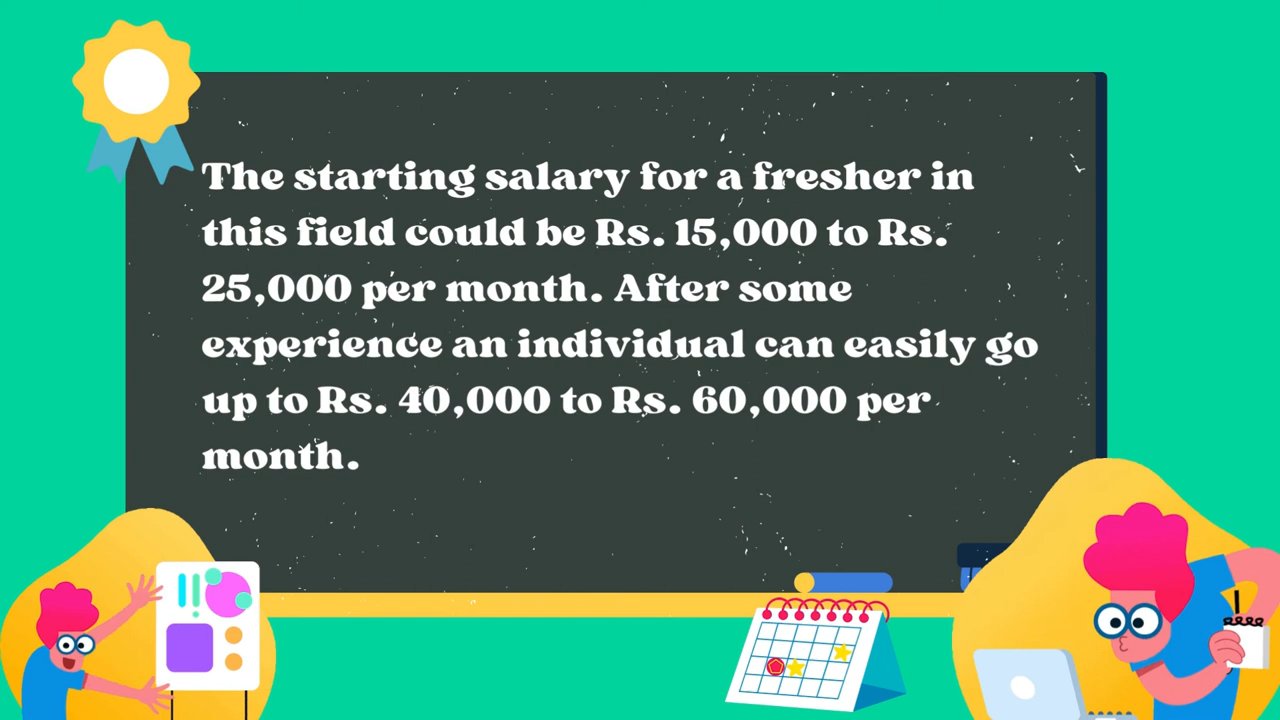 The starting salary for a fresher in
this field could be Rs. 15,000 to Rs.
25,000 per month. After some
experience an individual can easily go
up to Rs. 40,000 to Rs. 60,000 per
month.